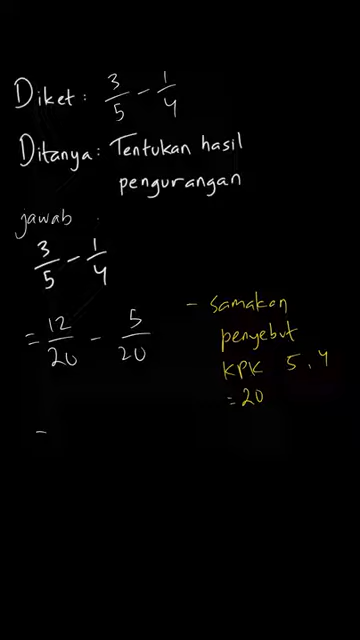 Diket: 3/5 - 1/4
Ditanya: Tentukan hasil
pengurangan
jawab
3/5 - 1/4
= 12/20 - 5/20
- samakan
penyebut
KPK 5, 4
= 20
-